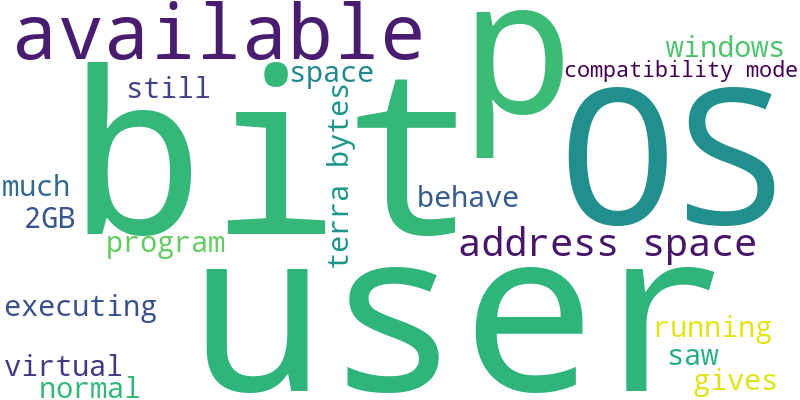 available
p
windows
compatibility mode
space
still
bit
OS
terra bytes
much
behave
2GB
program
address space
user
executing
running
virtual
saw
normal
gives